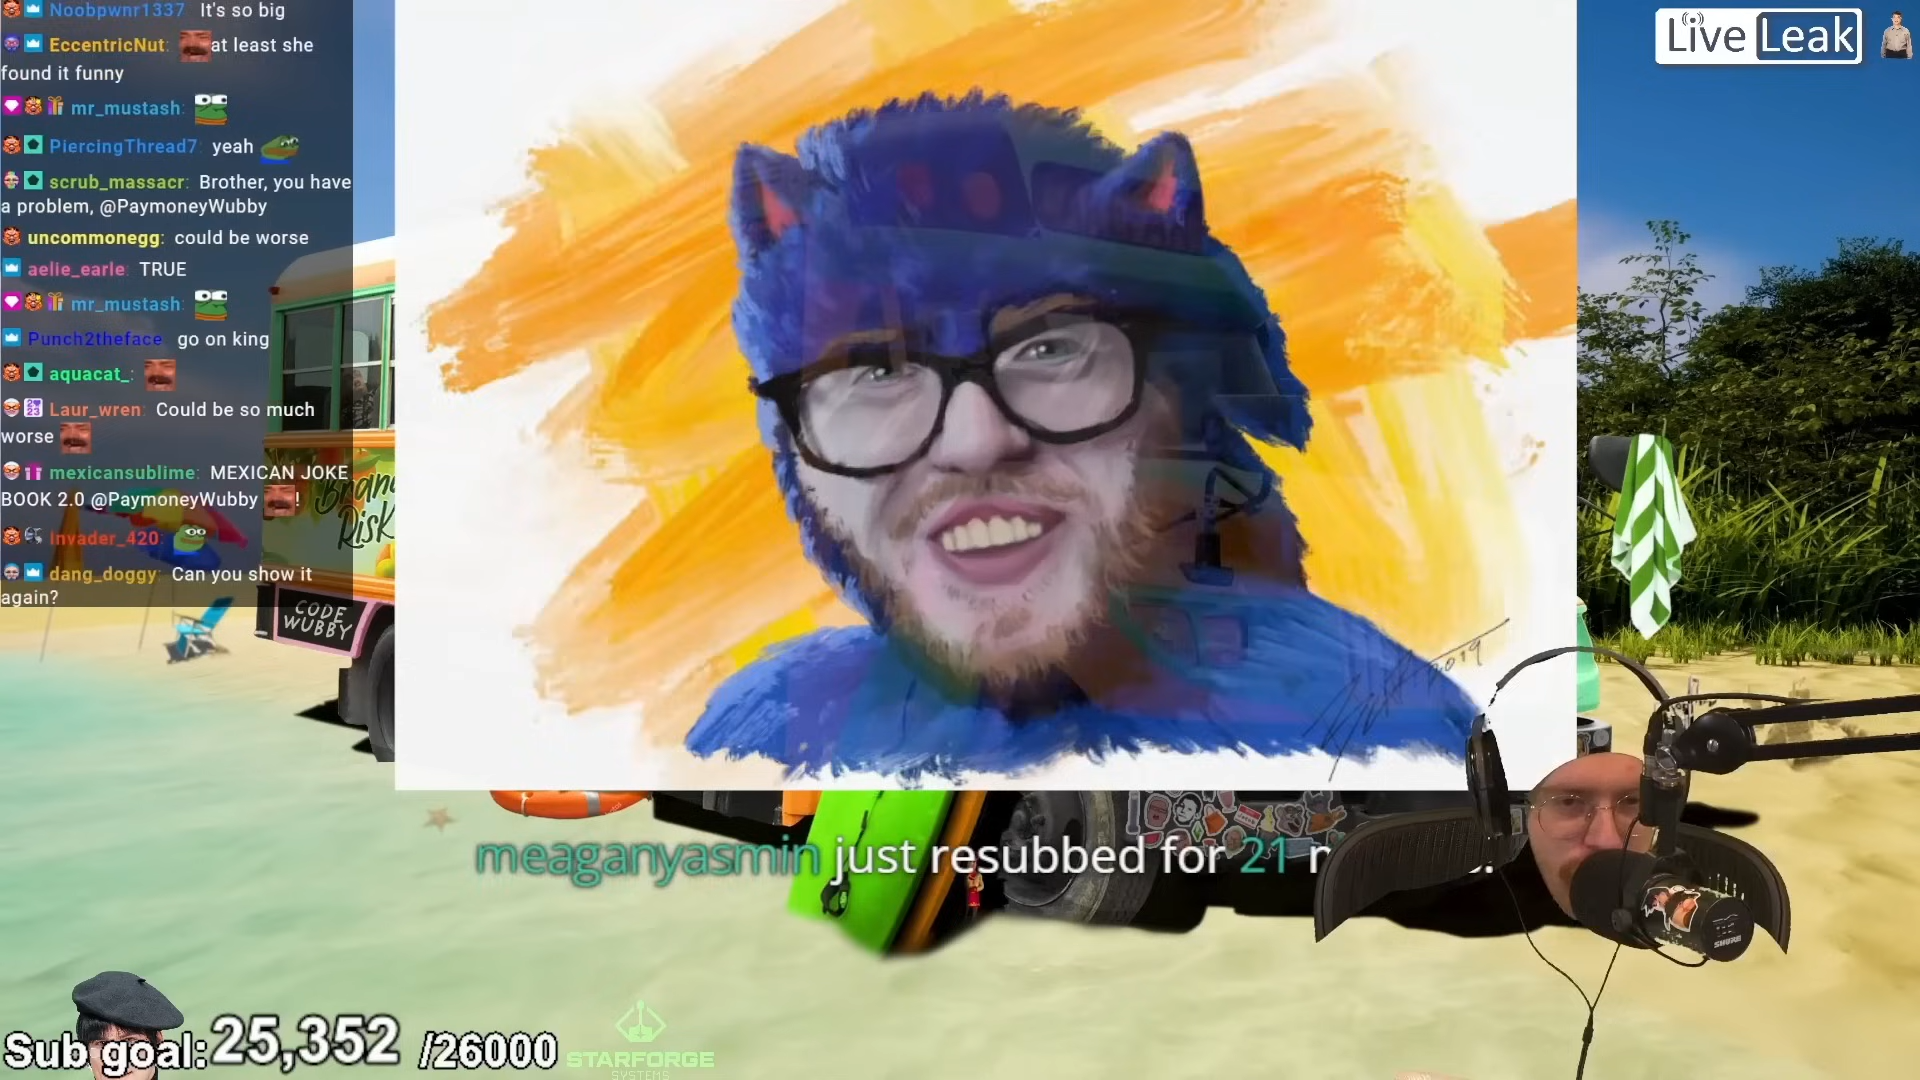 Noobpwnr1337 It's so big
EccentricNut: at least she
found it funny
mr_mustash:
PiercingThread7: yeah
scrub_massacr: Brother, you have
a problem, @PaymoneyWubby
uncommonegg: could be worse
aelie_earle: TRUE
mr_mustash:
Punch2theface go on king
aquacat_:
Laur_wren: Could be so much
worse
mexicansublime: MEXICAN JOKE
BOOK 2.0 @PaymoneyWubby !
Invader_420:
dang_doggy: Can you show it
again?
Live Leak
Risk
CODE
WUBBY
2019
meaganyasmin just resubbed for 21
SHURE
Sub goal: 25,352 /26000
STARFORGE
SYSTEMS